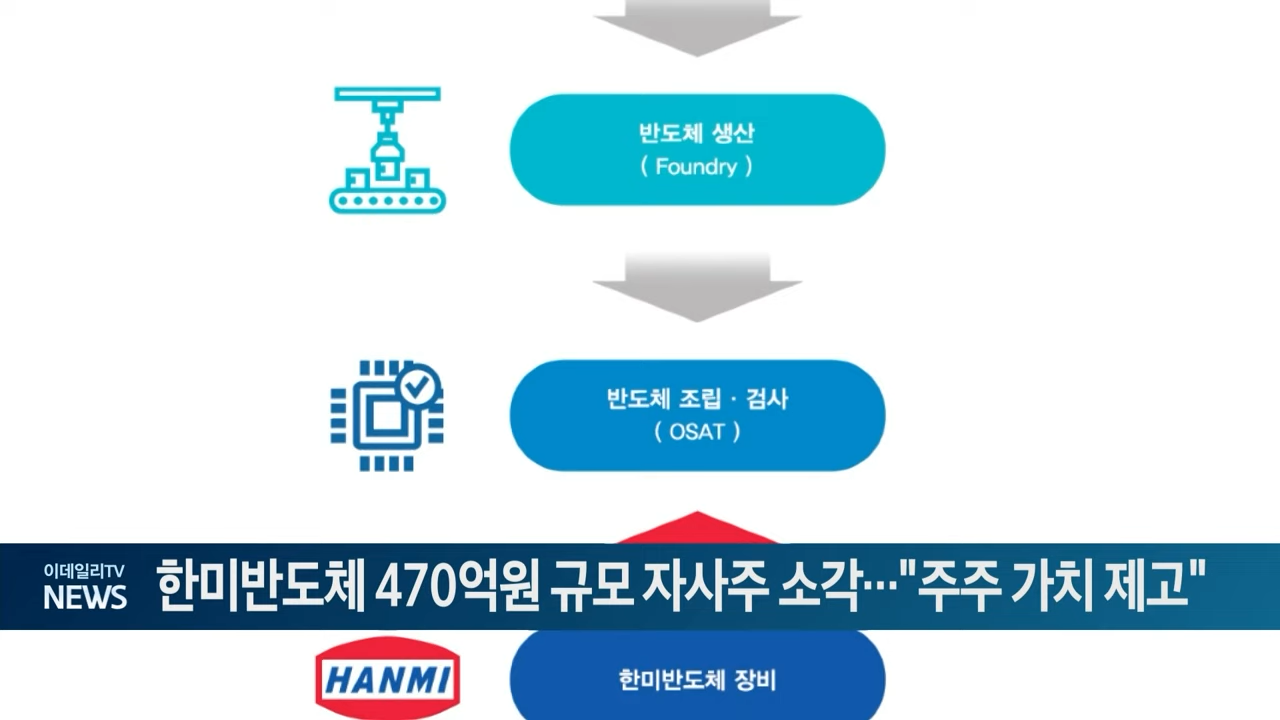 반도체 생산
( Foundry )
반도체 조립 · 검사
( OSAT )
이데일리TV
NEWS
한미반도체 470억원 규모 자사주 소각…"주주 가치 제고"
HANMI
한미반도체 장비